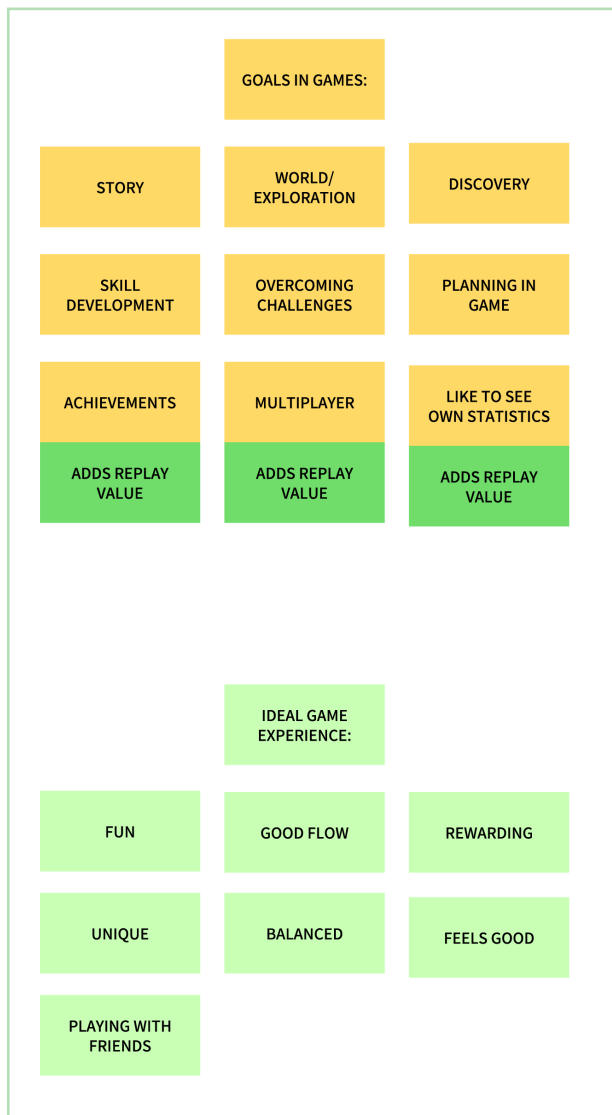 GOALS IN GAMES:
STORY
WORLD/
EXPLORATION
DISCOVERY
SKILL
DEVELOPMENT
OVERCOMING
CHALLENGES
PLANNING IN
GAME
ACHIEVEMENTS
MULTIPLAYER
LIKE TO SEE
OWN STATISTICS
ADDS REPLAY
VALUE
ADDS REPLAY
VALUE
ADDS REPLAY
VALUE
IDEAL GAME
EXPERIENCE:
FUN
GOOD FLOW
REWARDING
UNIQUE
BALANCED
FEELS GOOD
PLAYING WITH
FRIENDS